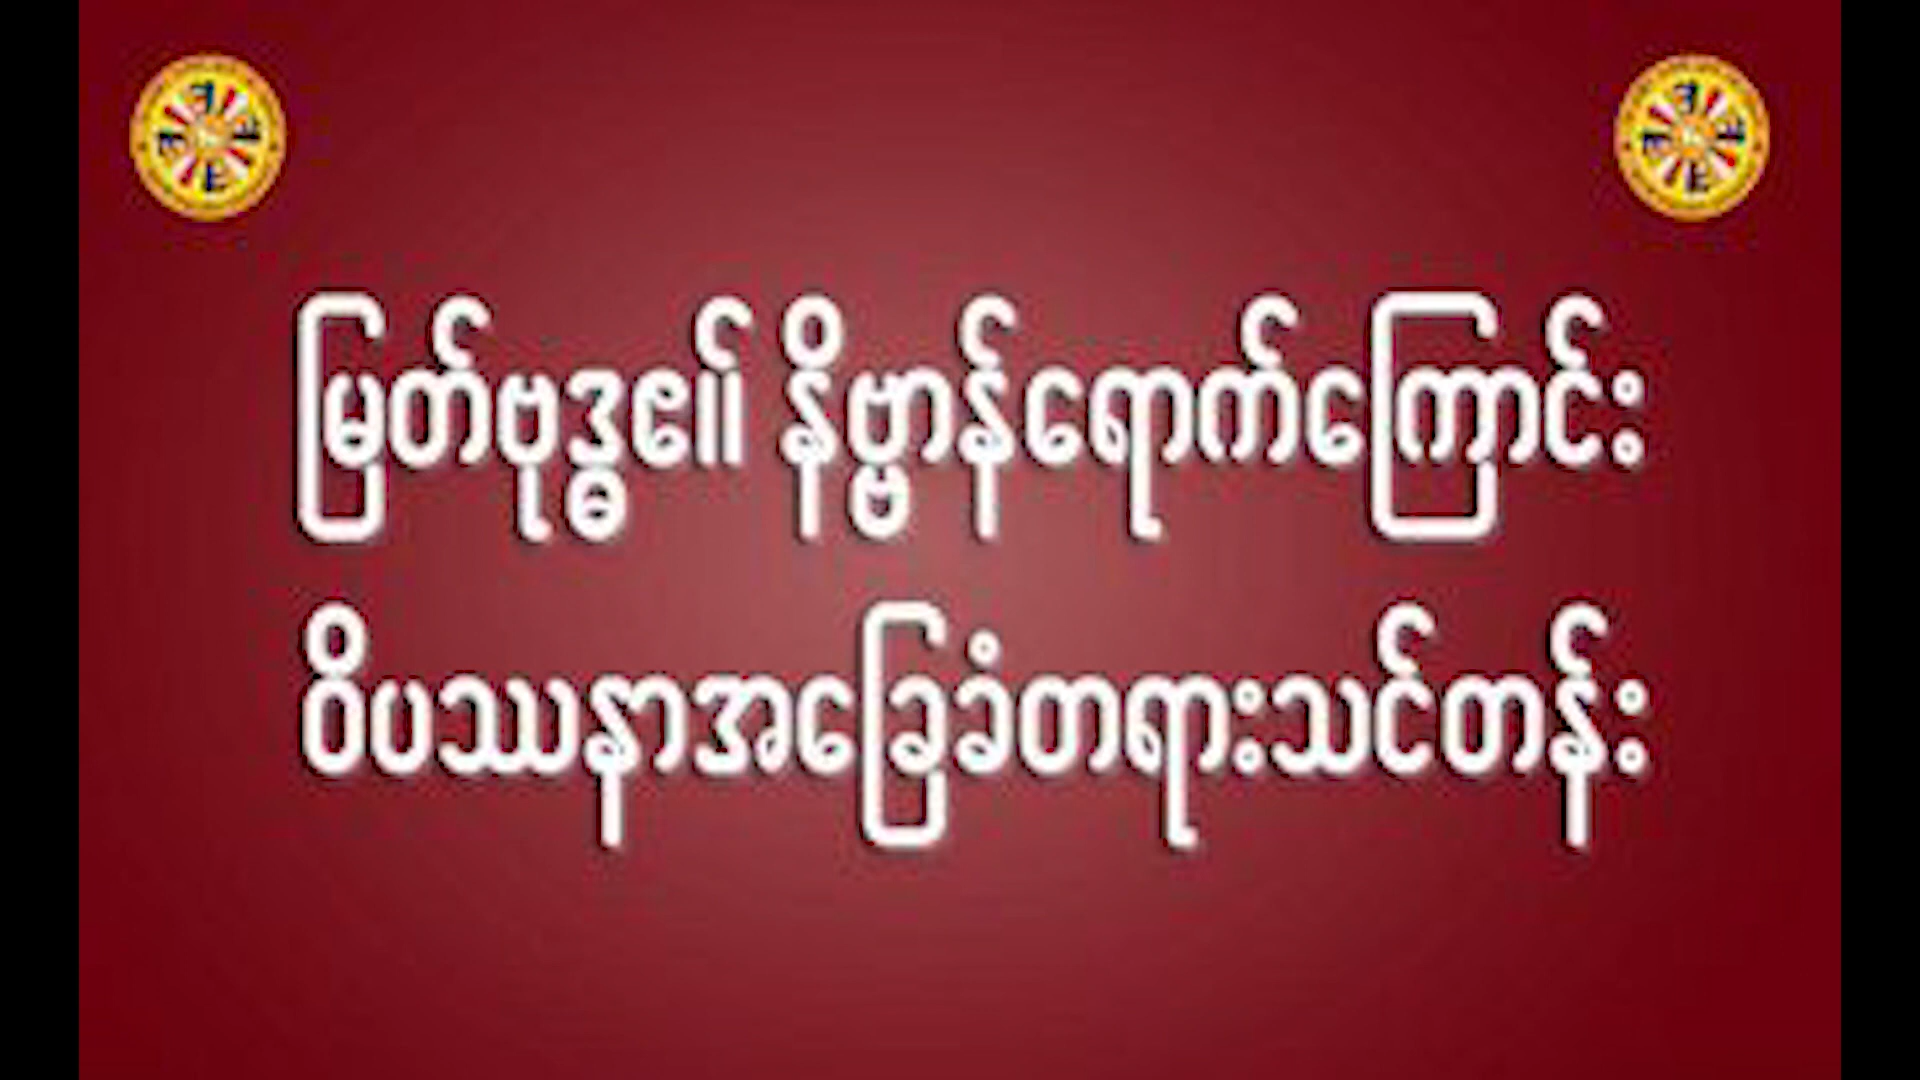 မြတ်ဗုဒ္ဓ၏ နိဗ္ဗာန်ရောက်ကြောင်း
ဝိပဿနာအခြေခံတရားသင်တန်း